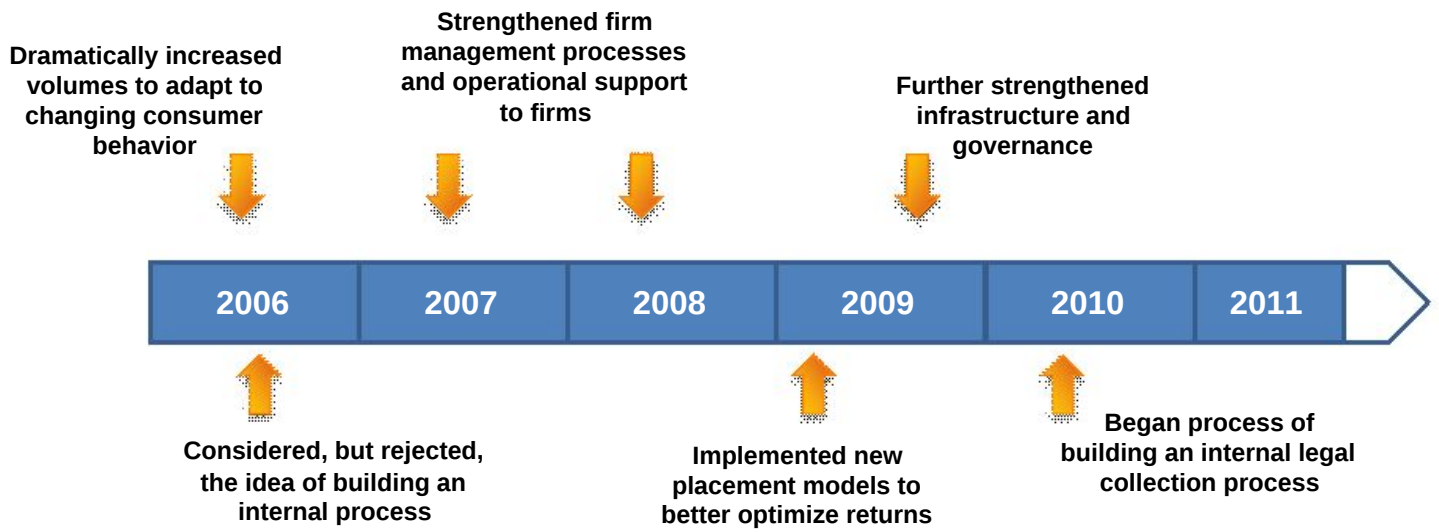 Dramatically increased
volumes to adapt to
changing consumer
behavior
Strengthened firm
management processes
and operational support
to firms
Further strengthened
infrastructure and
governance
2006
2007
2008
2009
2010
2011
Considered, but rejected,
the idea of building an
internal process
Implemented new
placement models to
better optimize returns
Began process of
building an internal legal
collection process